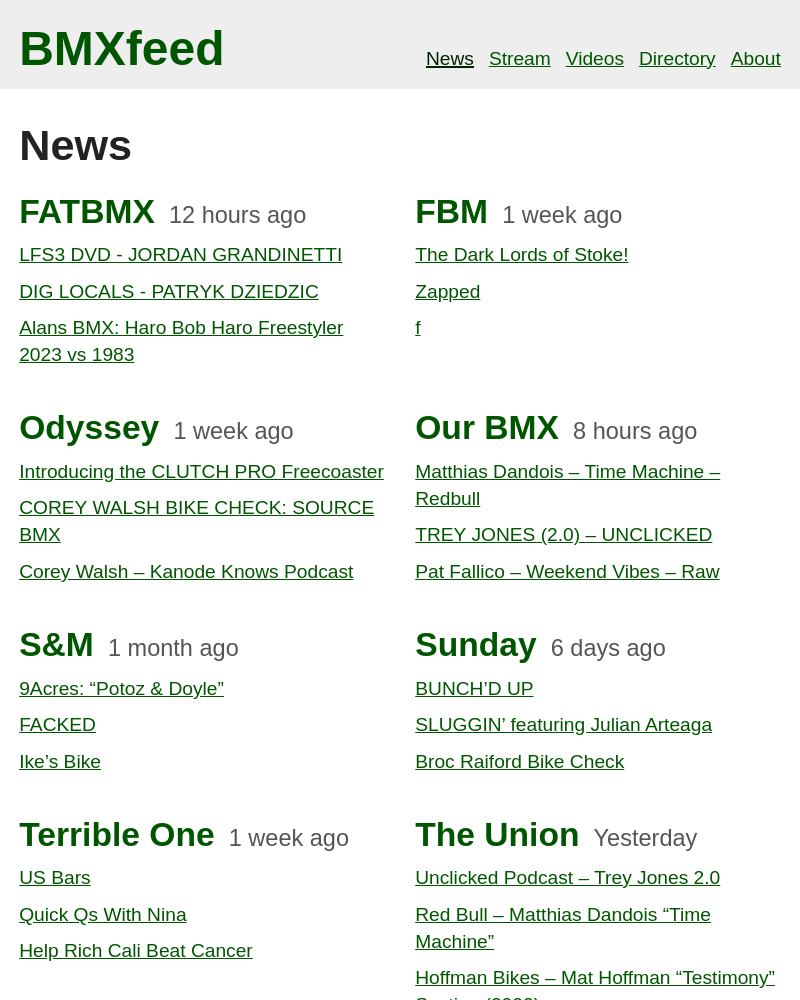 BMXfeed
News Stream Videos Directory About
News
FATBMX 12 hours ago
LFS3 DVD - JORDAN GRANDINETTI
DIG LOCALS - PATRYK DZIEDZIC
Alans BMX: Haro Bob Haro Freestyler
2023 vs 1983
FBM 1 week ago
The Dark Lords of Stoke!
Zapped
f
Odyssey 1 week ago
Introducing the CLUTCH PRO Freecoaster
COREY WALSH BIKE CHECK: SOURCE
BMX
Corey Walsh – Kanode Knows Podcast
Our BMX 8 hours ago
Matthias Dandois – Time Machine –
Redbull
TREY JONES (2.0) – UNCLICKED
Pat Fallico – Weekend Vibes – Raw
S&M 1 month ago
9Acres: “Potoz & Doyle”
FACKED
Ike’s Bike
Sunday 6 days ago
BUNCH’D UP
SLUGGIN’ featuring Julian Arteaga
Broc Raiford Bike Check
Terrible One 1 week ago
US Bars
Quick Qs With Nina
Help Rich Cali Beat Cancer
The Union Yesterday
Unclicked Podcast – Trey Jones 2.0
Red Bull – Matthias Dandois “Time
Machine”
Hoffman Bikes – Mat Hoffman “Testimony”